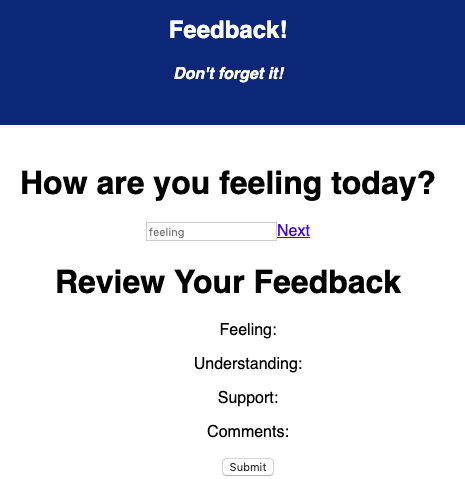 Feedback!
Don't forget it!
How are you feeling today?
feeling Next
Review Your Feedback
Feeling:
Understanding:
Support:
Comments:
Submit